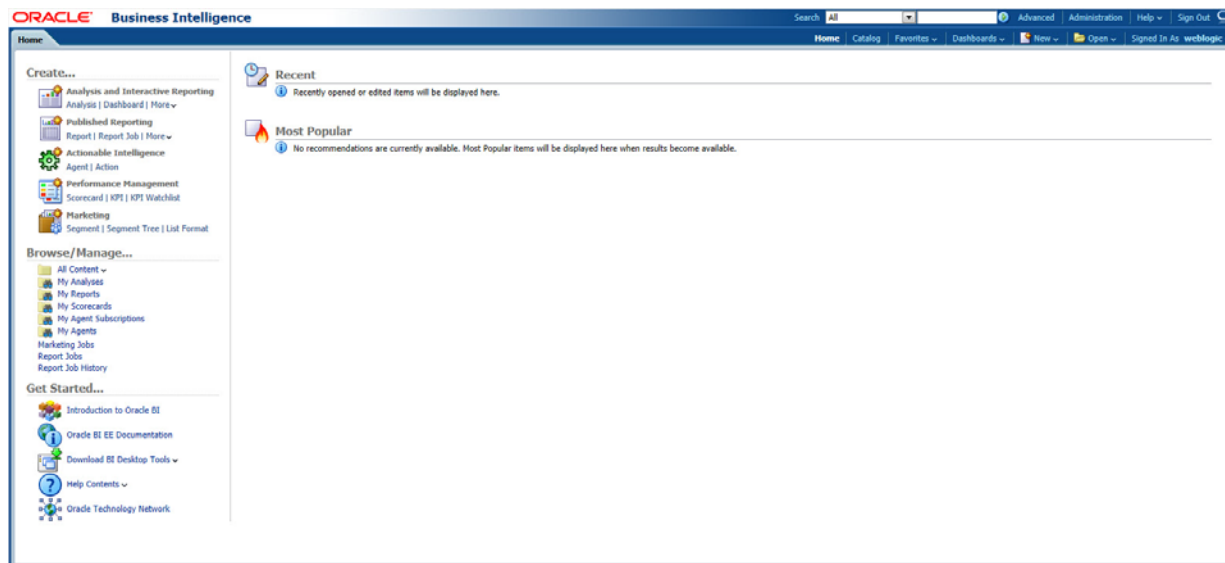 ORACLE Business Intelligence
Search All Advanced Administration Help Sign Out
Home
Home Catalog Favorites Dashboards New Open Signed In As weblogic
Create...
Analysis and Interactive Reporting
Analysis | Dashboard | More
Published Reporting
Report | Report Job | More
Actionable Intelligence
Agent | Action
Performance Management
Scorecard | KPI | KPI Watchlist
Marketing
Segment | Segment Tree | List Format
Browse/Manage...
All Content
My Analyses
My Reports
My Scorecards
My Agent Subscriptions
My Agents
Marketing Jobs
Report Jobs
Report Job History
Get Started...
Introduction to Oracle BI
Oracle BI EE Documentation
Download BI Desktop Tools
Help Contents
Oracle Technology Network
Recent
Recently opened or edited items will be displayed here.
Most Popular
No recommendations are currently available. Most Popular items will be displayed here when results become available.